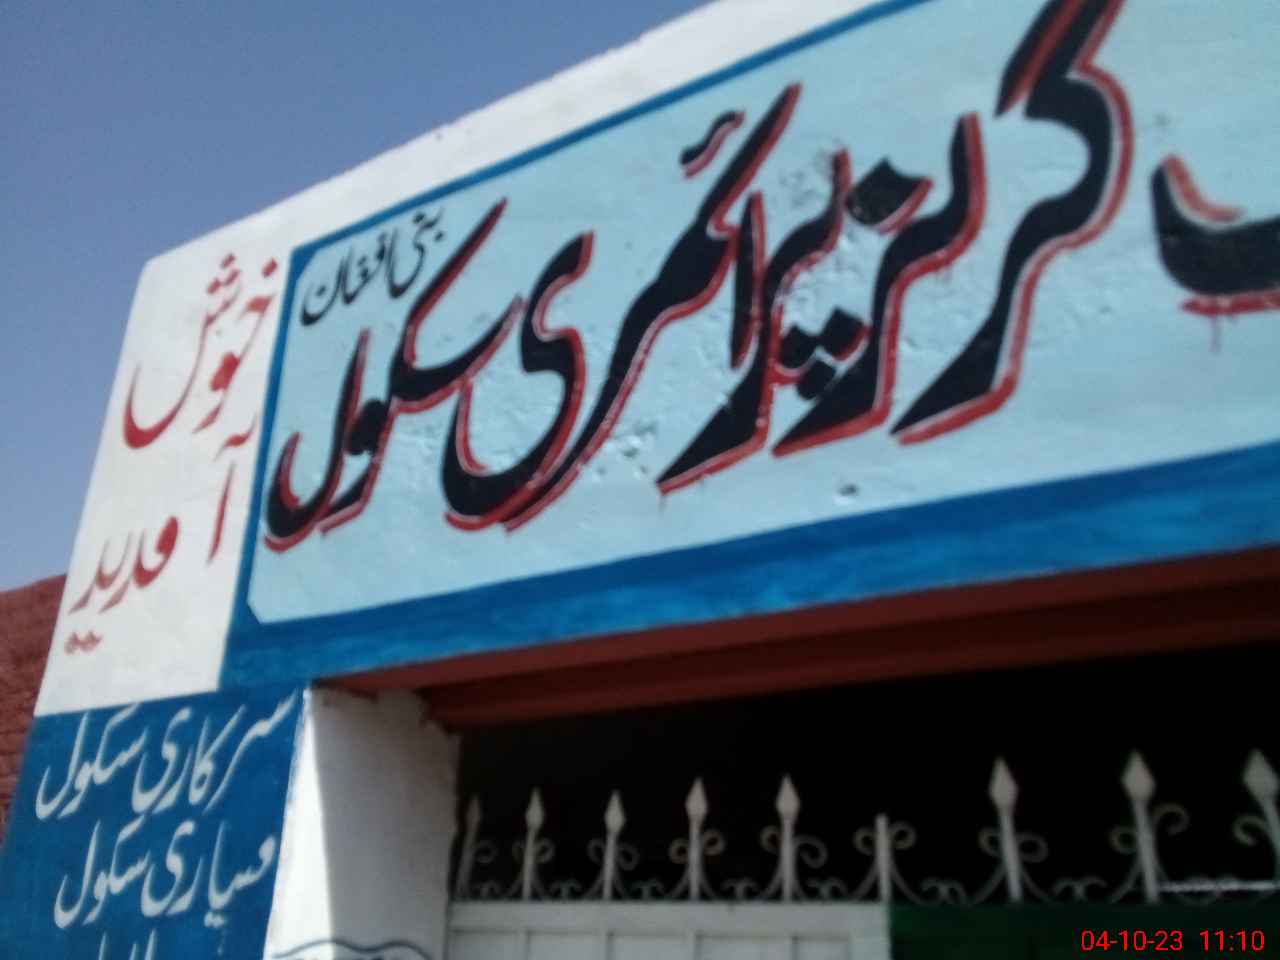 گرلز پرائمری سکول
بنی افغان
خوش
آمدید
سرکاری سکول
معیاری سکول
04-10-23 11:10